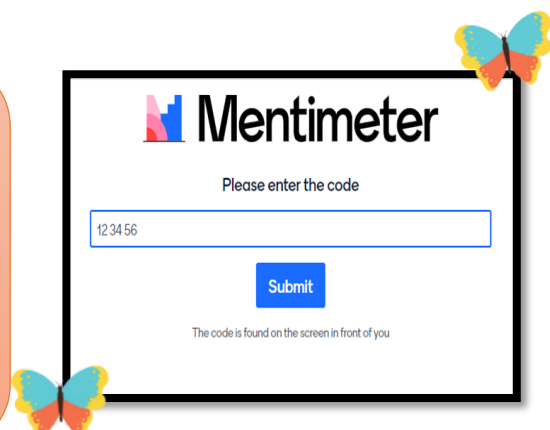 Mentimeter
Please enter the code
12 34 56
Submit
The code is found on the screen in front of you